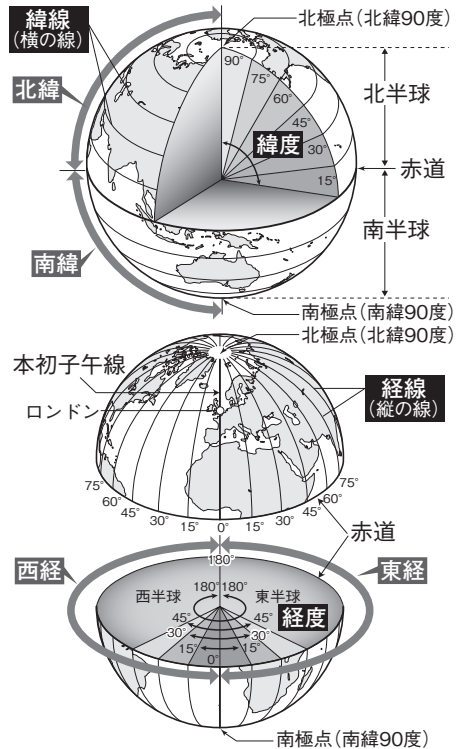 緯線
(横の線)
北極点(北緯90度)
北緯
90°
75°
60°
45°
30°
15°
緯度
北半球
赤道
南半球
南緯
南極点(南緯90度)
北極点(北緯90度)
本初子午線
ロンドン
経線
(縦の線)
75°
60°
45°
30°
15°
0°
15°
30°
45°
60°
75°
赤道
西経
180°
東経
西半球
180°
180°
東半球
経度
45°
45°
30°
30°
15°
15°
0°
南極点(南緯90度)